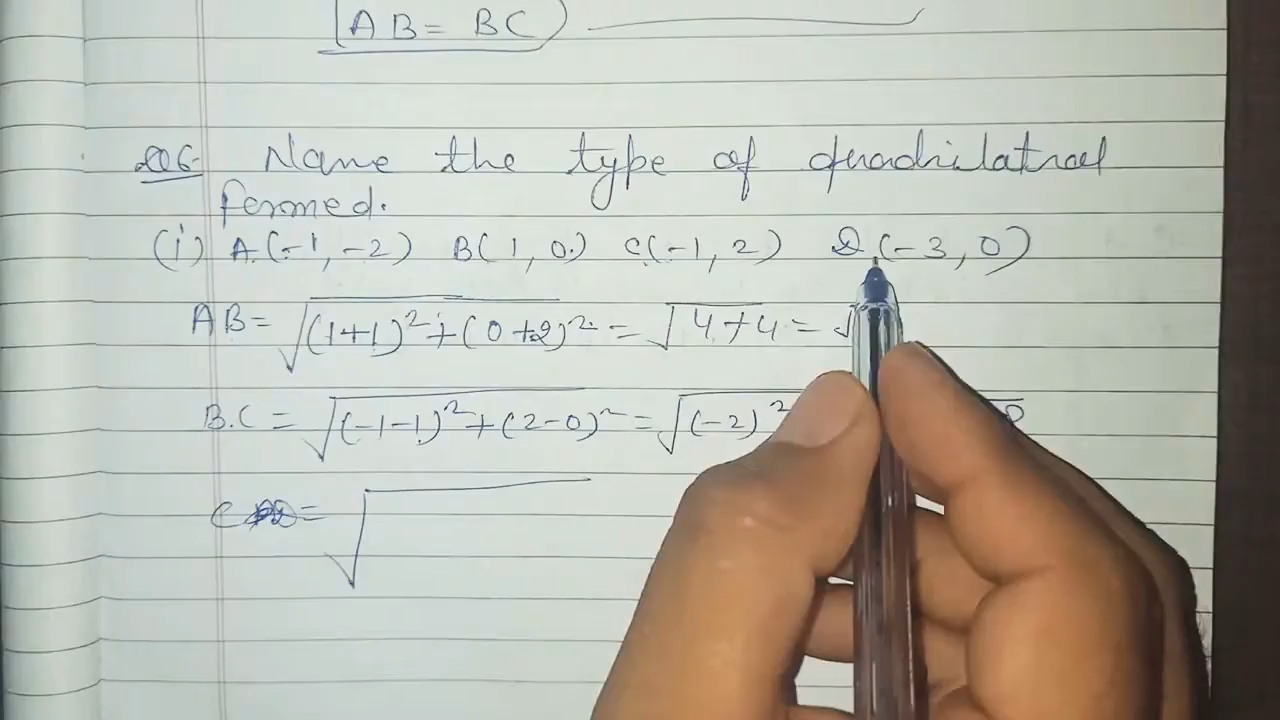 AB = BC
Q6. Name the type of quadrilateral
formed.
(i) A(-1, -2) B(1, 0) C(-1, 2) D(-3, 0)
AB = √(1+1)²+(0+2)² = √4+4 = √
B.C = √(-1-1)²+(2-0)² = √(-2)²
CD = √